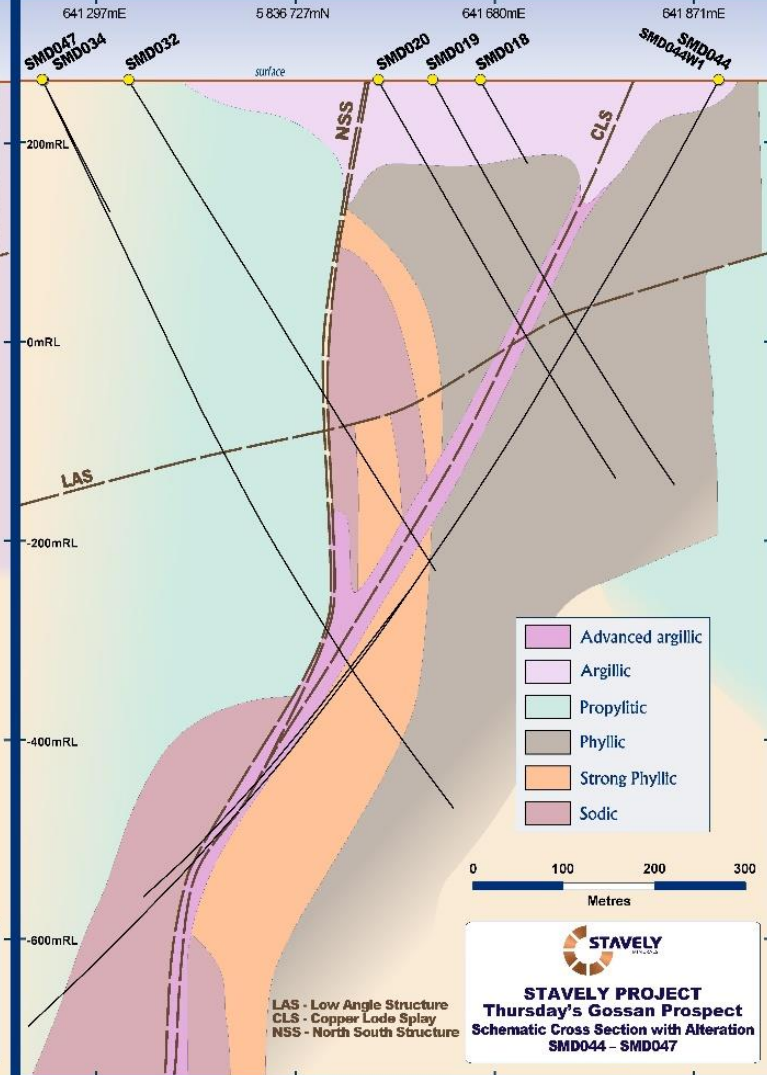 641 297mE
5 836 727mN
641 680mE
641 871mE
SMD047
SMD034
SMD032
SMD020
SMD019
SMD018
SMD044
SMD044W1
surface
NSS
CLS
200mRL
0mRL
LAS
-200mRL
-400mRL
-600mRL
Advanced argillic
Argillic
Propylitic
Phyllic
Strong Phyllic
Sodic
0 100 200 300
Metres
STAVELY
MINERALS
STAVELY PROJECT
Thursday's Gossan Prospect
Schematic Cross Section with Alteration
SMD044 – SMD047
LAS - Low Angle Structure
CLS - Copper Lode Splay
NSS - North South Structure